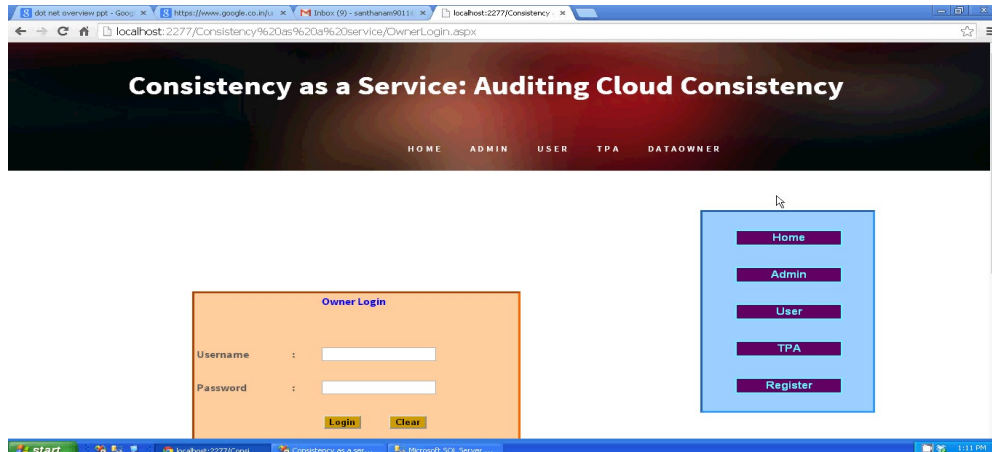 dot net overview ppt - Goog
https://www.google.co.in/u
Inbox (9) - santhanam9011
localhost:2277/Consistency
localhost:2277/Consistency%20as%20a%20service/OwnerLogin.aspx
Consistency as a Service: Auditing Cloud Consistency
HOME ADMIN USER TPA DATAOWNER
Home
Admin
User
TPA
Register
Owner Login
Username :
Password :
Login Clear
start
localhost:2277/Consi...
Consistency as a ser...
Microsoft SQL Server ...
1:11 PM